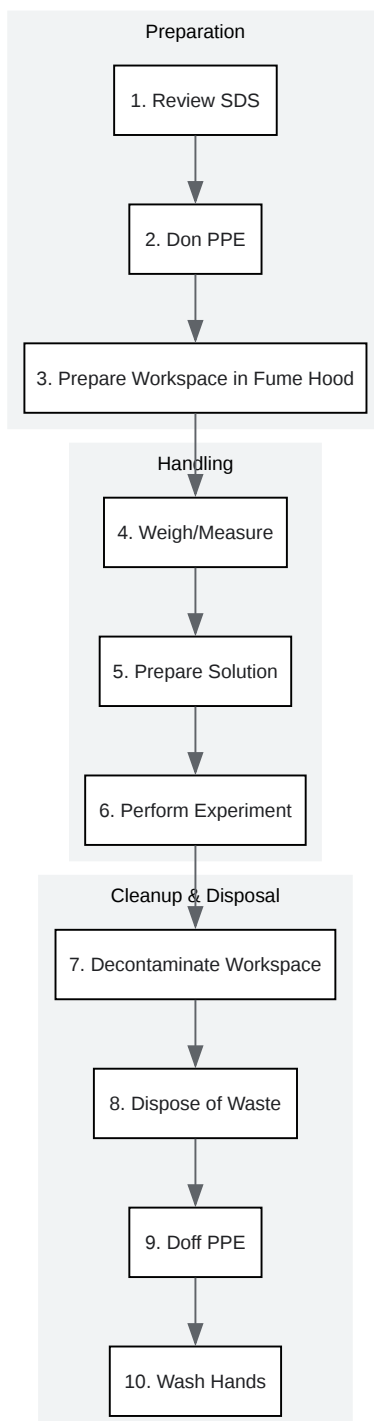 Preparation
1. Review SDS
2. Don PPE
3. Prepare Workspace in Fume Hood
Handling
4. Weigh/Measure
5. Prepare Solution
6. Perform Experiment
Cleanup & Disposal
7. Decontaminate Workspace
8. Dispose of Waste
9. Doff PPE
10. Wash Hands